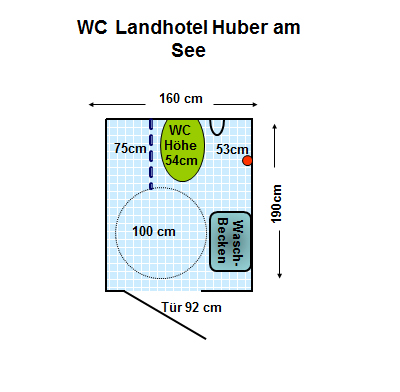 WC Landhotel Huber am
See
160 cm
WC
Höhe
54cm
75cm
53cm
190cm
100 cm
Wasch-
Becken
Tür 92 cm